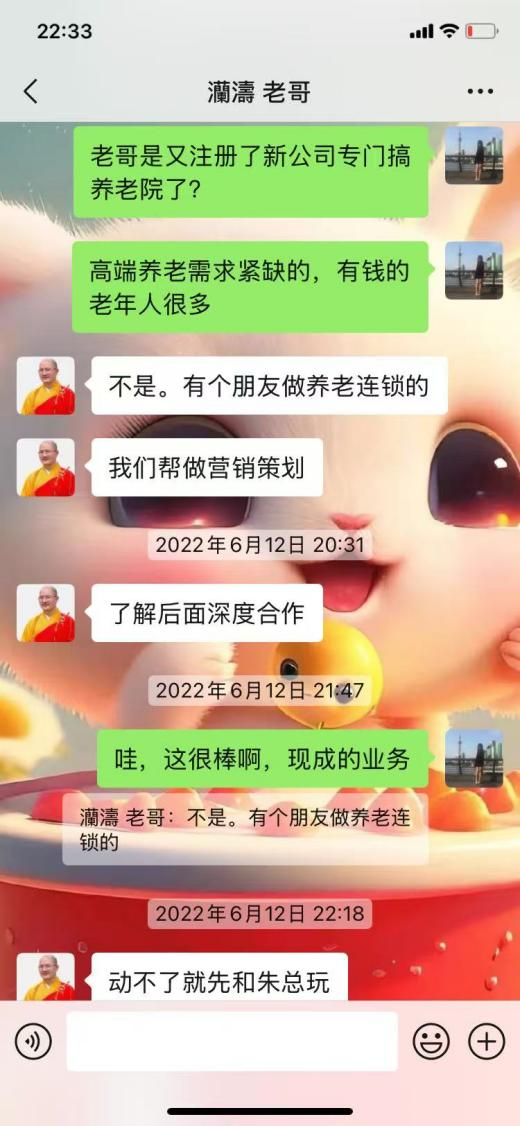 22:33
灡濤 老哥
老哥是又注册了新公司专门搞
养老院了？
高端养老需求紧缺的，有钱的
老年人很多
不是。有个朋友做养老连锁的
我们帮做营销策划
2022年6月12日 20:31
了解后面深度合作
2022年6月12日 21:47
哇，这很棒啊，现成的业务
灡濤 老哥：不是。有个朋友做养老连
锁的
2022年6月12日 22:18
动不了就先和朱总玩